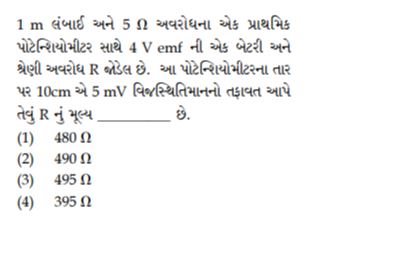 1 m લંબાઈ અને 5 Ω અવરોધના એક પ્રાથમિક
પોટેન્શિયોમીટર સાથે 4 V emf ની એક બેટરી અને
શ્રેણી અવરોધ R જોડેલ છે. આ પોટેન્શિયોમીટરના તાર
પર 10cm એ 5 mV વિજસ્થિતિમાનનો તફાવત આપે
તેવું R નું મૂલ્ય __________ છે.
(1) 480 Ω
(2) 490 Ω
(3) 495 Ω
(4) 395 Ω